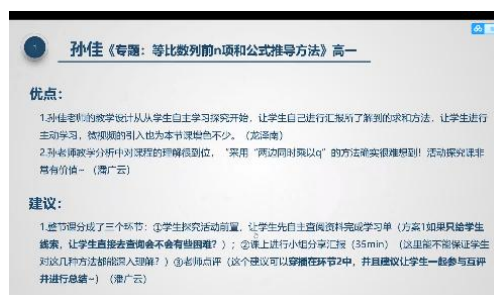 孙佳《专题：等比数列前n项和公式推导方法》高一
优点：
1.孙佳老师的教学设计从从学生自主学习探究开始，让学生自己进行汇报所了解到的求和方法，让学生进行
主动学习，微视频的引入也为本节课增色不少。（龙泽南）
2.孙老师教学分析中对课程的理解很到位，“采用“两边同时乘以q”的方法确实很难想到！活动探究课非
常有价值~（潘广云）
建议：
1.整节课分成了三个环节：①学生探究活动前置，让学生先自主查阅资料完成学习单（方案1如果只给学生
线索，让学生直接去查询会不会有些困难？）；②课上进行小组分享汇报（35min）（这里能不能保证学生
对这几种方法都能深入理解？）③老师点评（这个建议可以穿插在环节2中，并且建议让学生一起参与互评
并进行总结~）（潘广云）